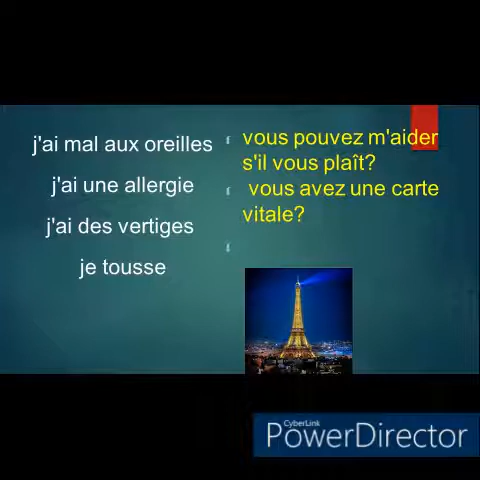 j'ai mal aux oreilles
j'ai une allergie
j'ai des vertiges
je tousse
vous pouvez m'aider
s'il vous plaît?
vous avez une carte
vitale?
CyberLink
PowerDirector